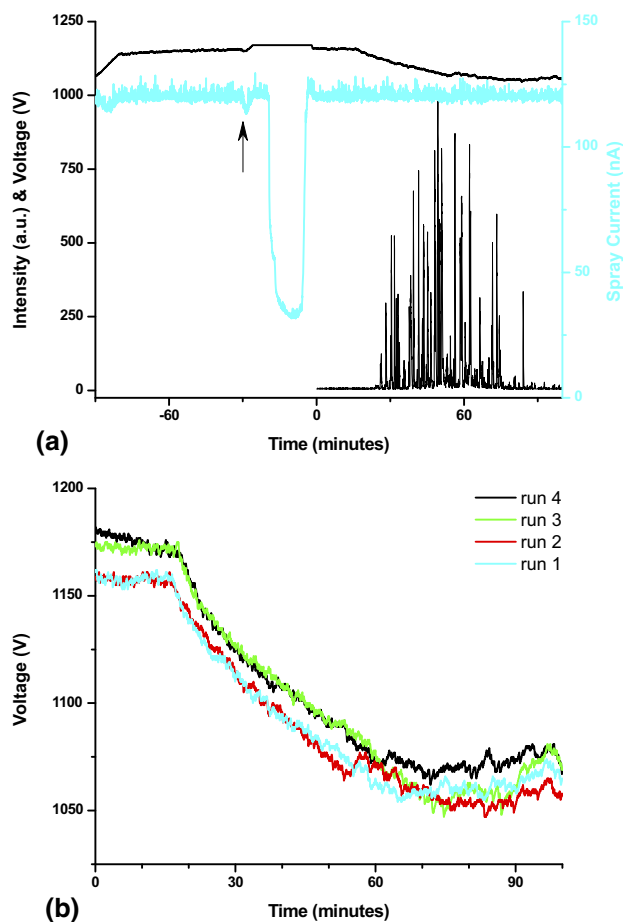 1250
1000
750
500
250
0
Intensity (a.u.) & Voltage (V)
150
100
50
0
Spray Current (nA)
-60
0
60
Time (minutes)
(a)
1200
1150
1100
1050
Voltage (V)
run 4
run 3
run 2
run 1
0
30
60
90
Time (minutes)
(b)